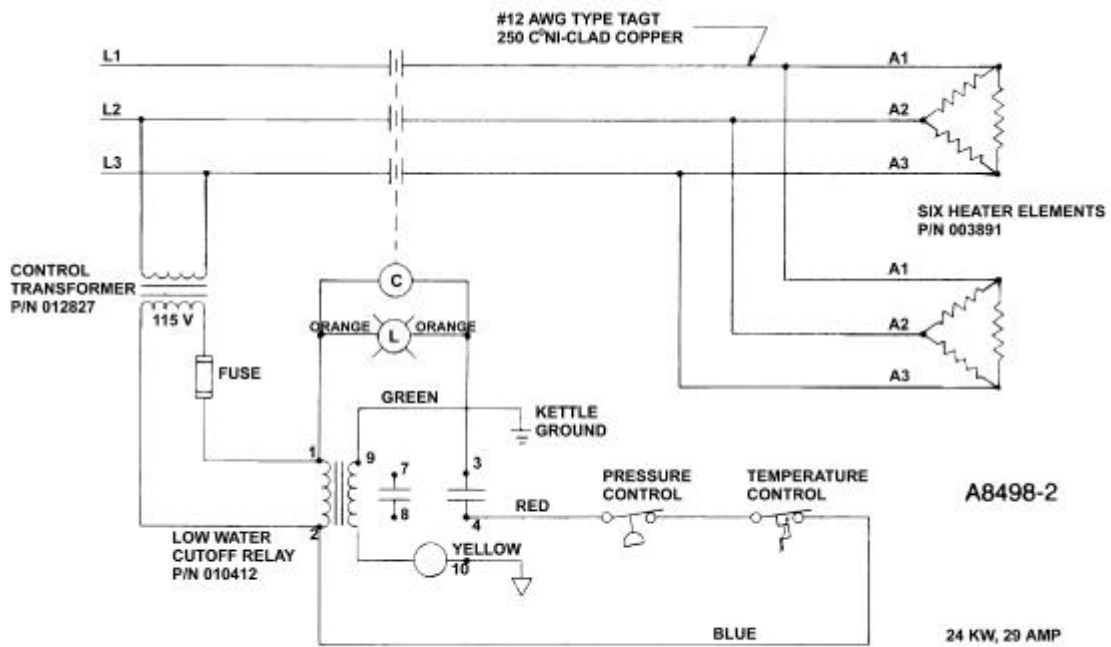 #12 AWG TYPE TAGT
250 C°NI-CLAD COPPER
L1
A1
L2
A2
L3
A3
SIX HEATER ELEMENTS
P/N 003891
CONTROL
TRANSFORMER
P/N 012827
115 V
C
A1
ORANGE
L
ORANGE
A2
FUSE
A3
GREEN
KETTLE
GROUND
1
9
7
3
PRESSURE
CONTROL
TEMPERATURE
CONTROL
A8498-2
8
4
RED
2
LOW WATER
CUTOFF RELAY
P/N 010412
YELLOW
10
BLUE
24 KW, 29 AMP